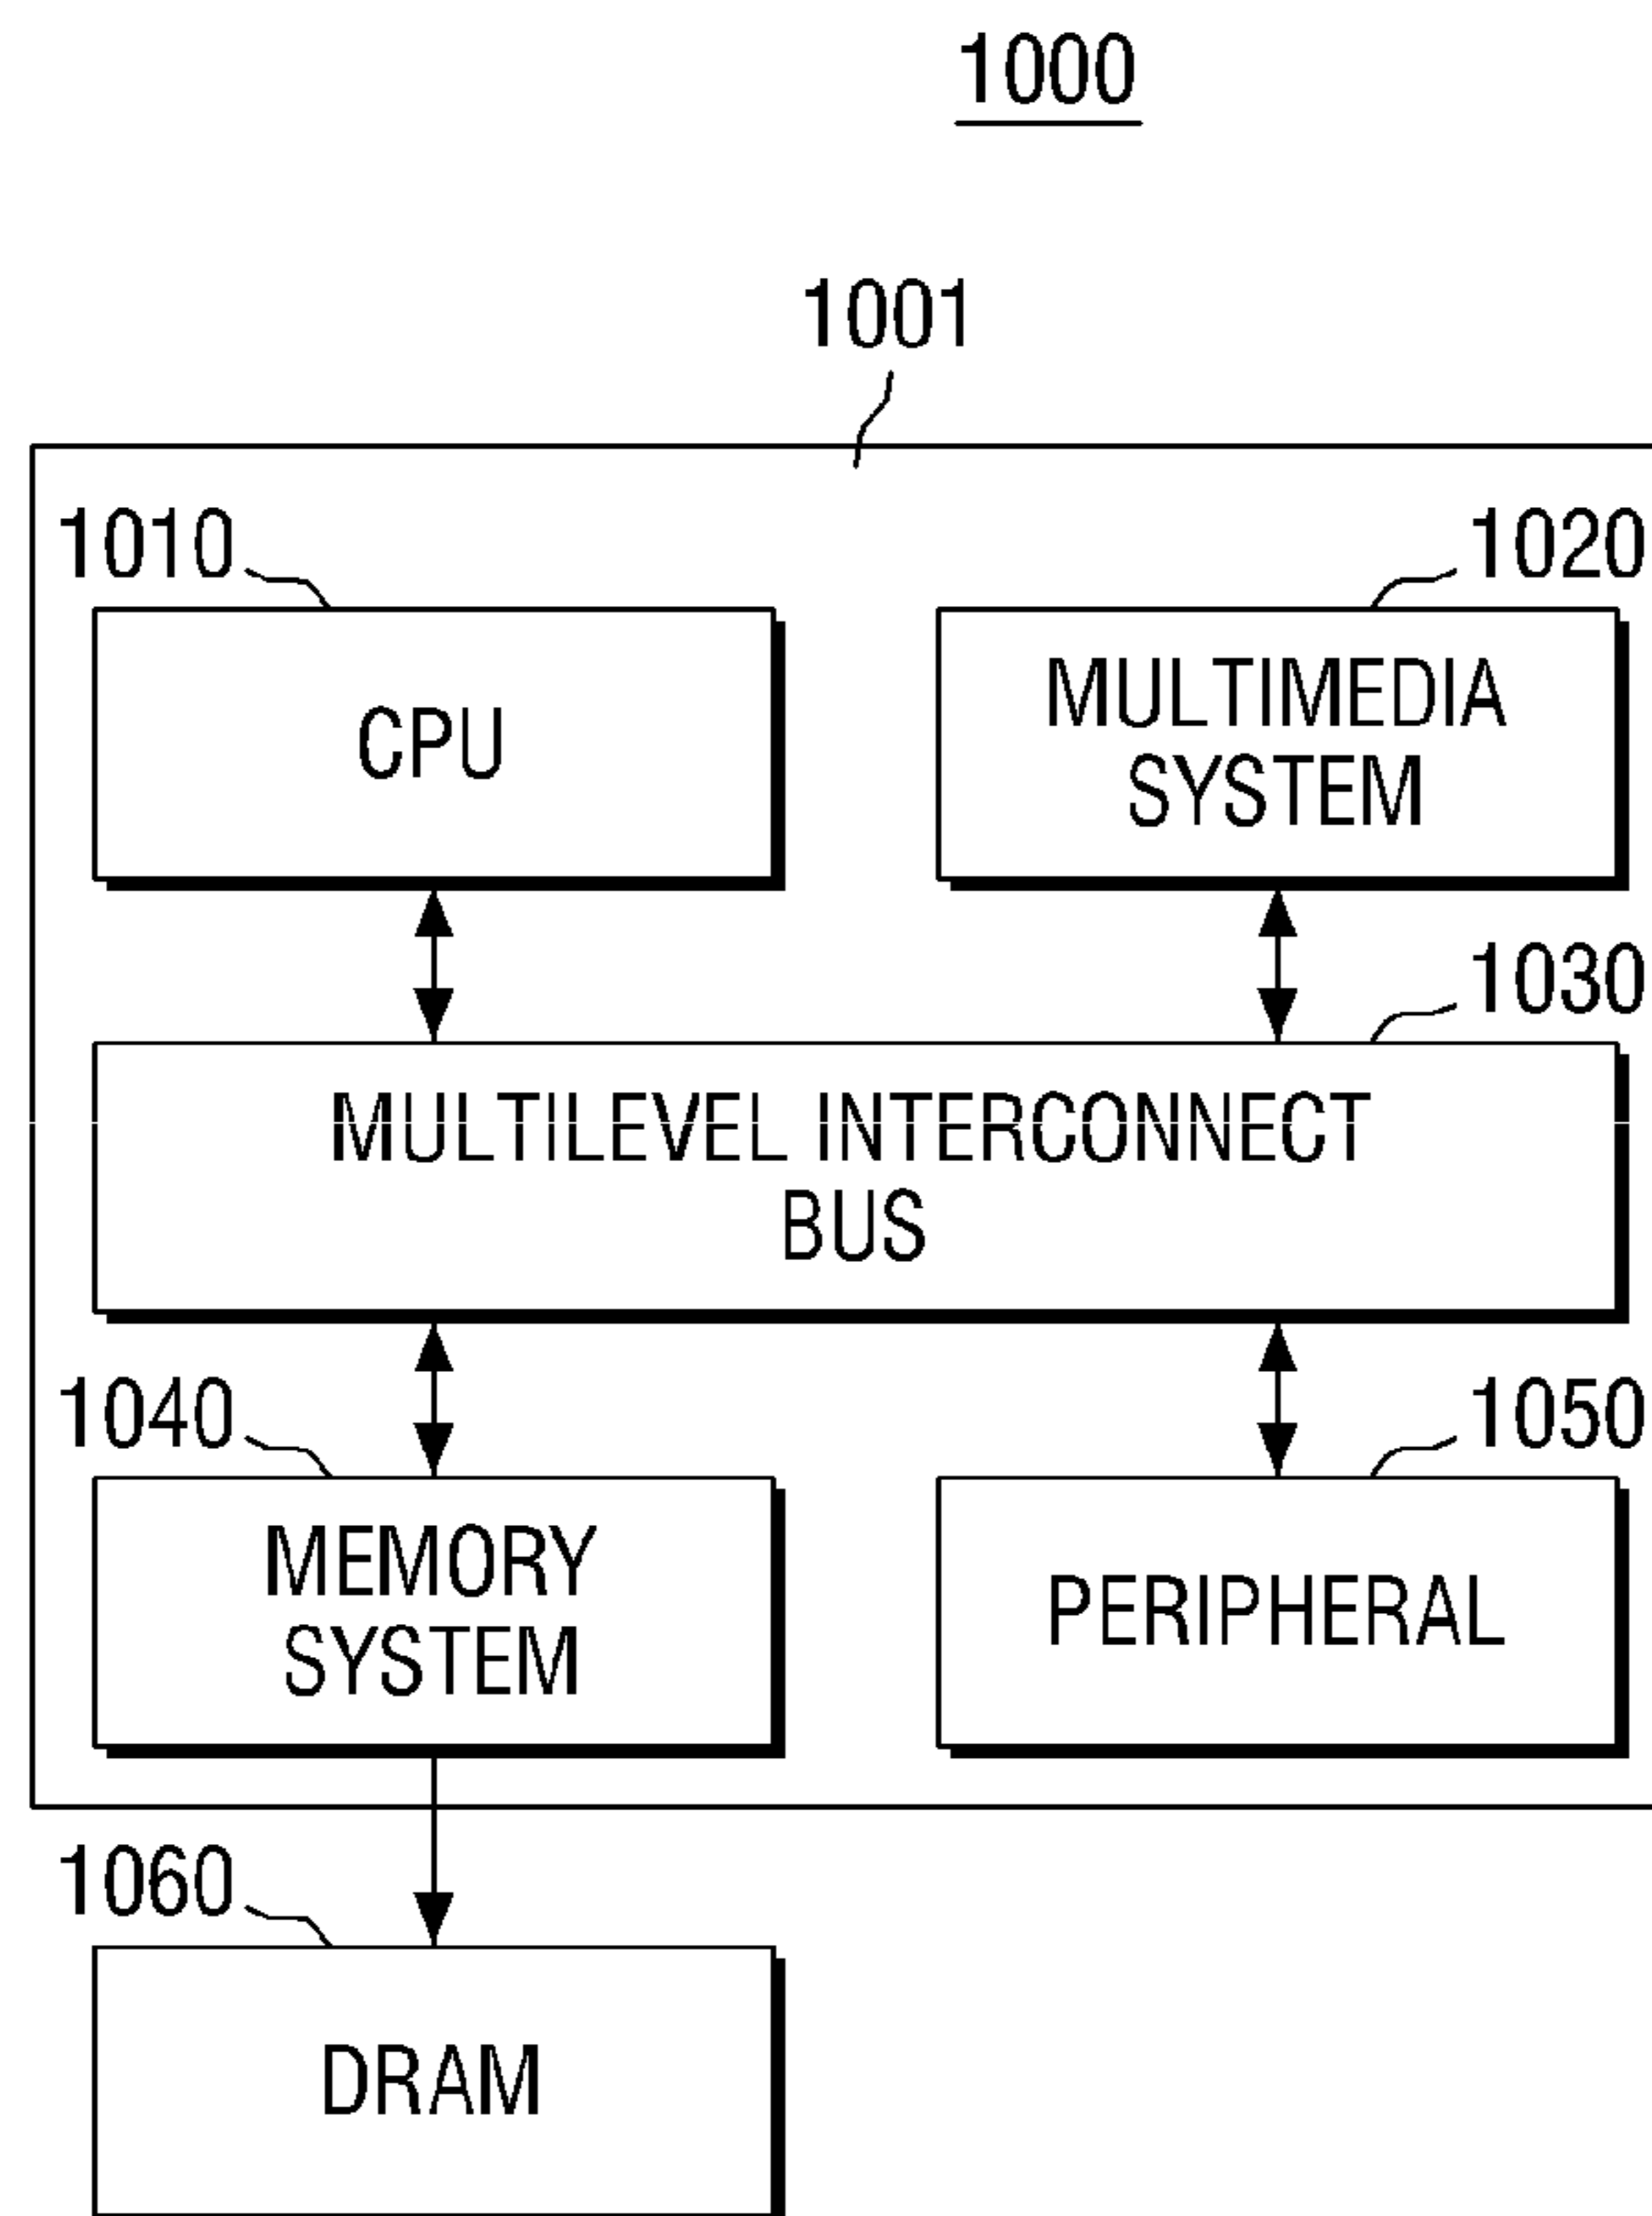 1000
1001
1010
1020
CPU
MULTIMEDIA
SYSTEM
1030
MULTILEVEL INTERCONNECT
BUS
1040
1050
MEMORY
SYSTEM
PERIPHERAL
1060
DRAM